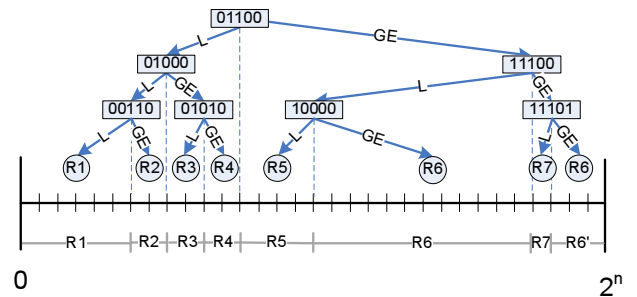 01100
L GE
01000 11100
L GE L GE
00110 01010 10000 11101
L GE L GE L GE L GE
R1 R2 R3 R4 R5 R6 R7 R6
R1 R2 R3 R4 R5 R6 R7 R6'
0 2ⁿ